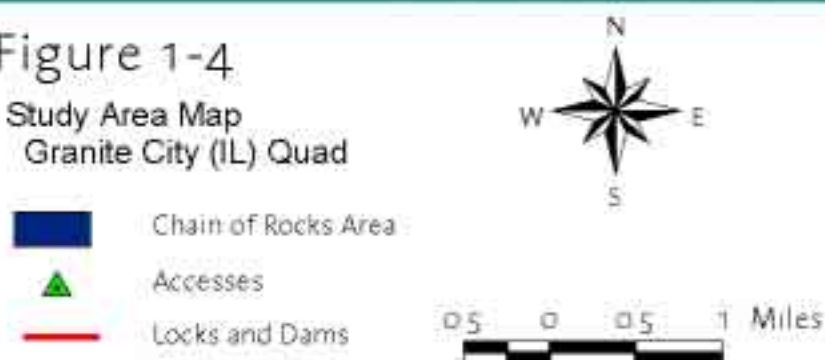 Figure 1-4
Study Area Map
Granite City (IL) Quad
N
W E
S
Chain of Rocks Area
Accesses
Locks and Dams
0.5 0 0.5 1 Miles